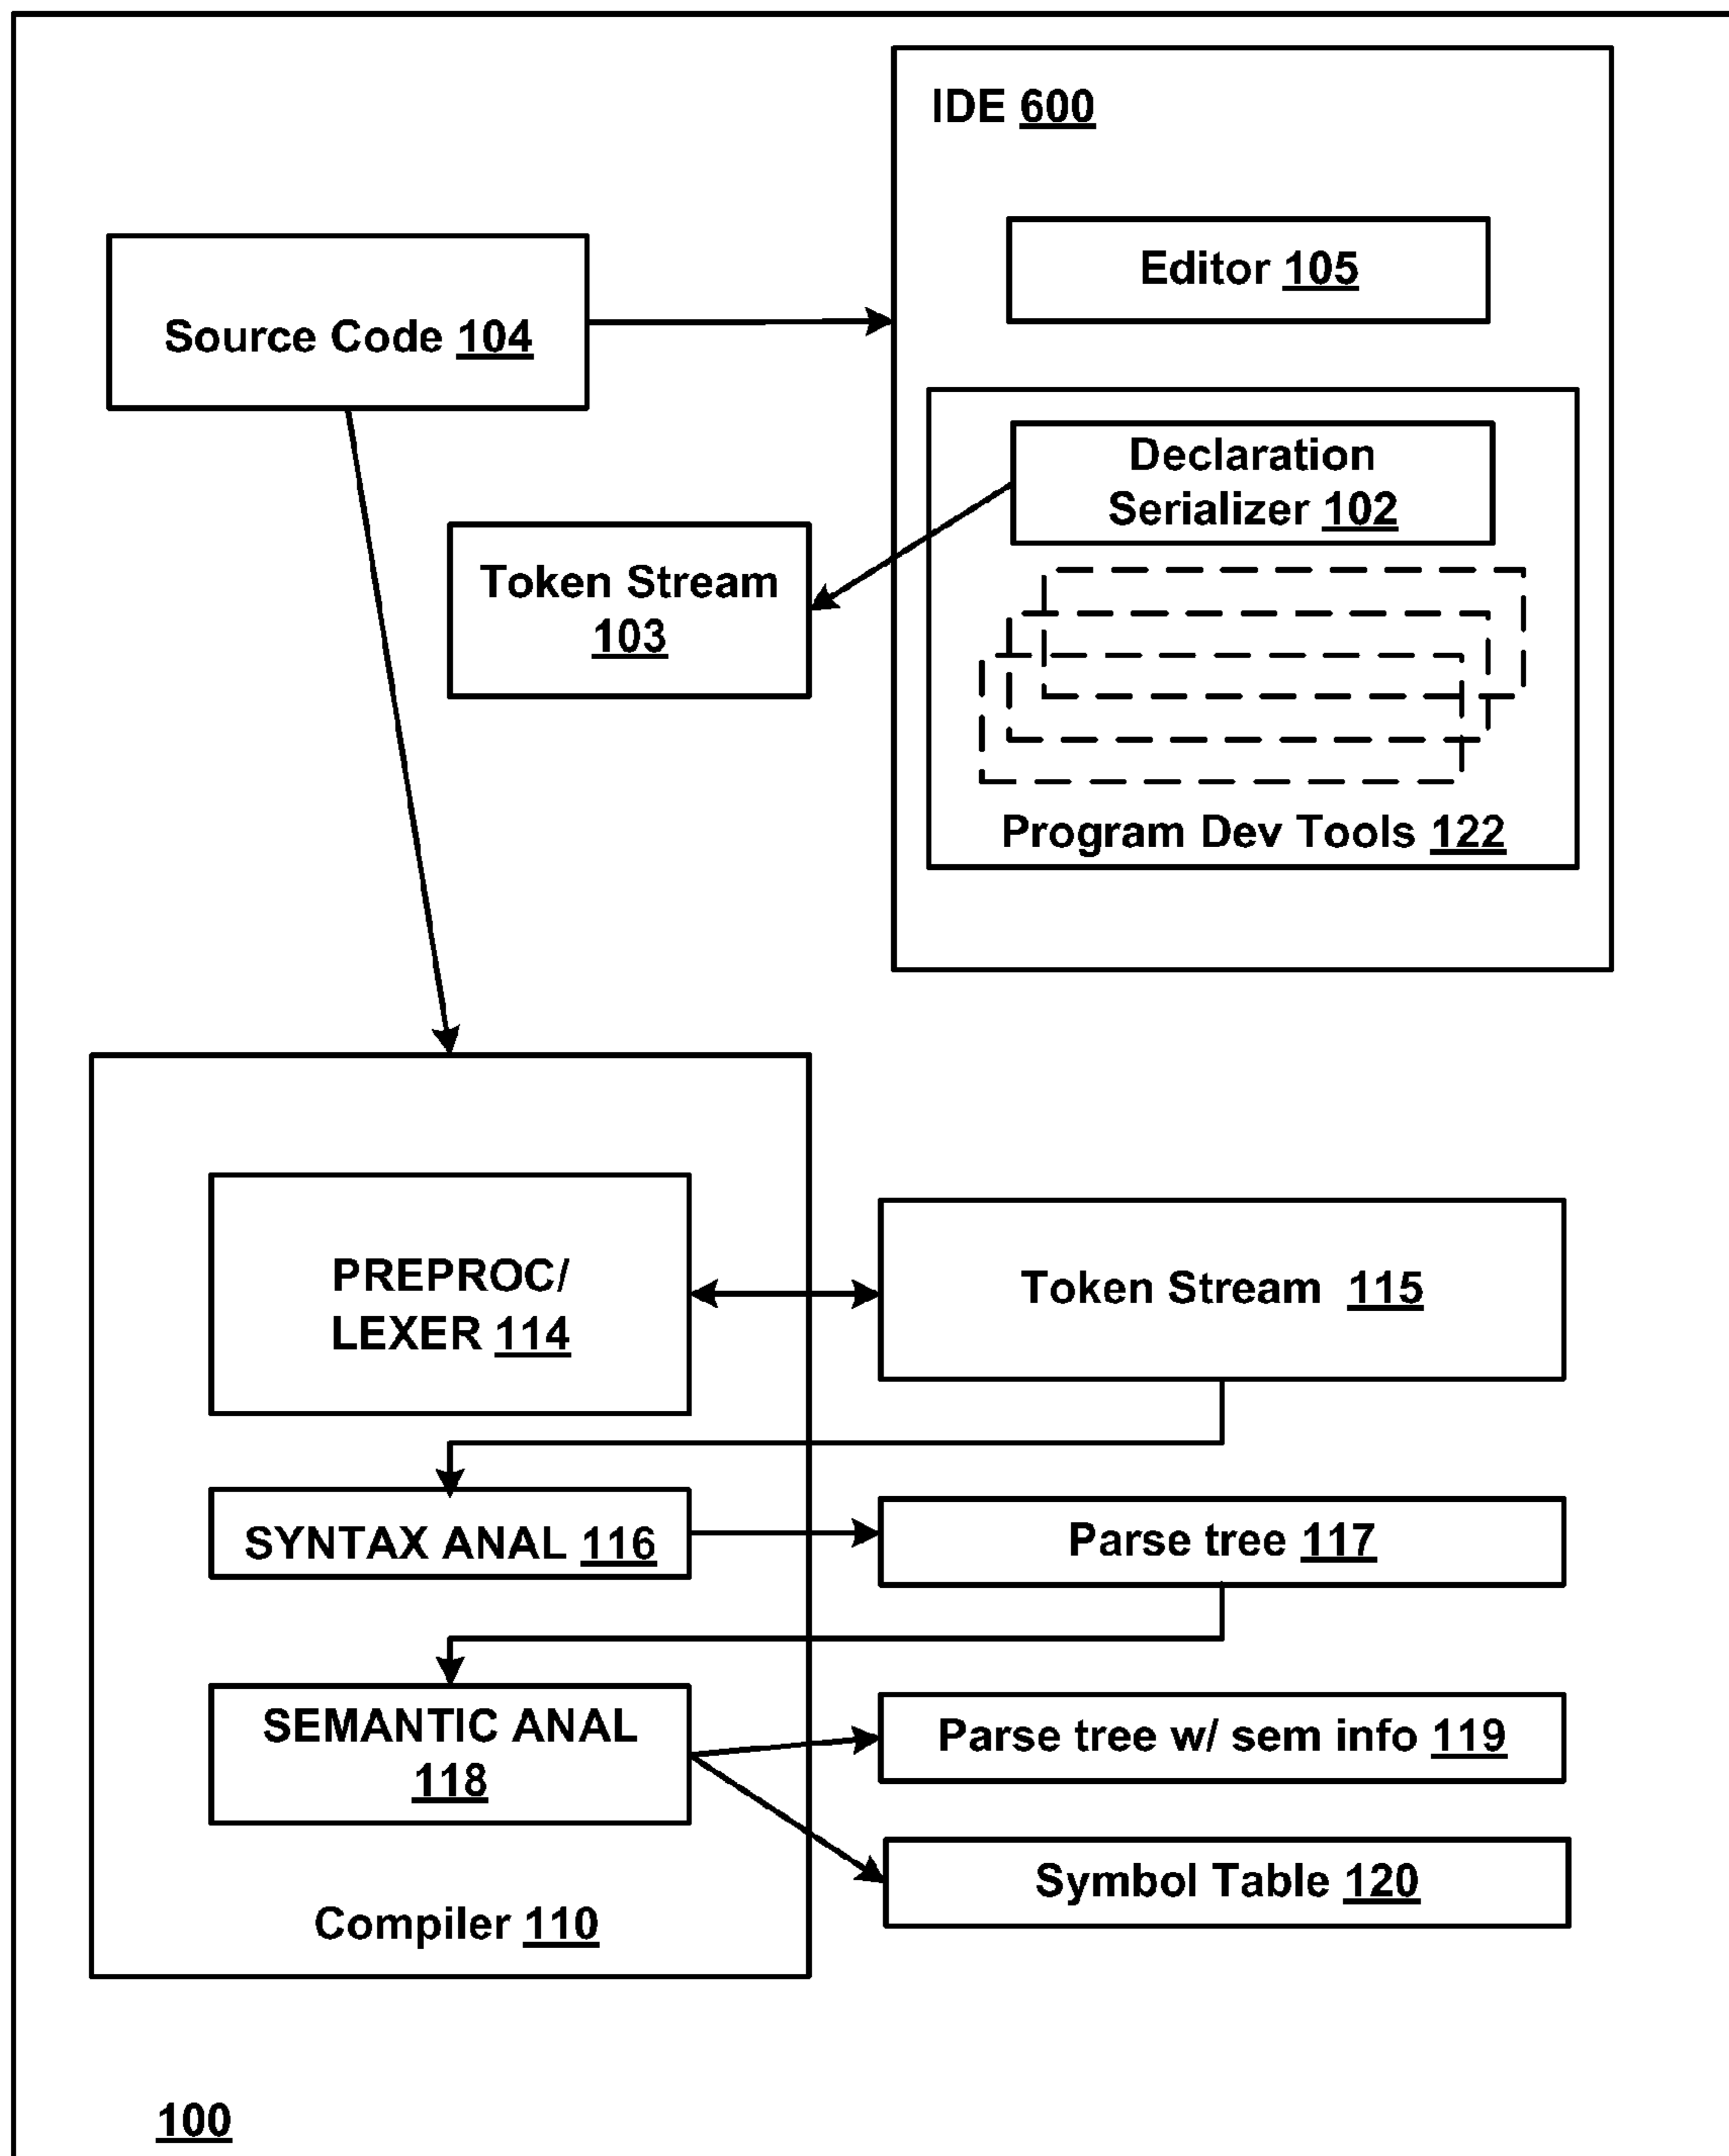 IDE 600
Editor 105
Source Code 104
Declaration
Serializer 102
Token Stream
103
Program Dev Tools 122
PREPROC/
LEXER 114
Token Stream 115
SYNTAX ANAL 116
Parse tree 117
SEMANTIC ANAL
118
Parse tree w/ sem info 119
Symbol Table 120
Compiler 110
100